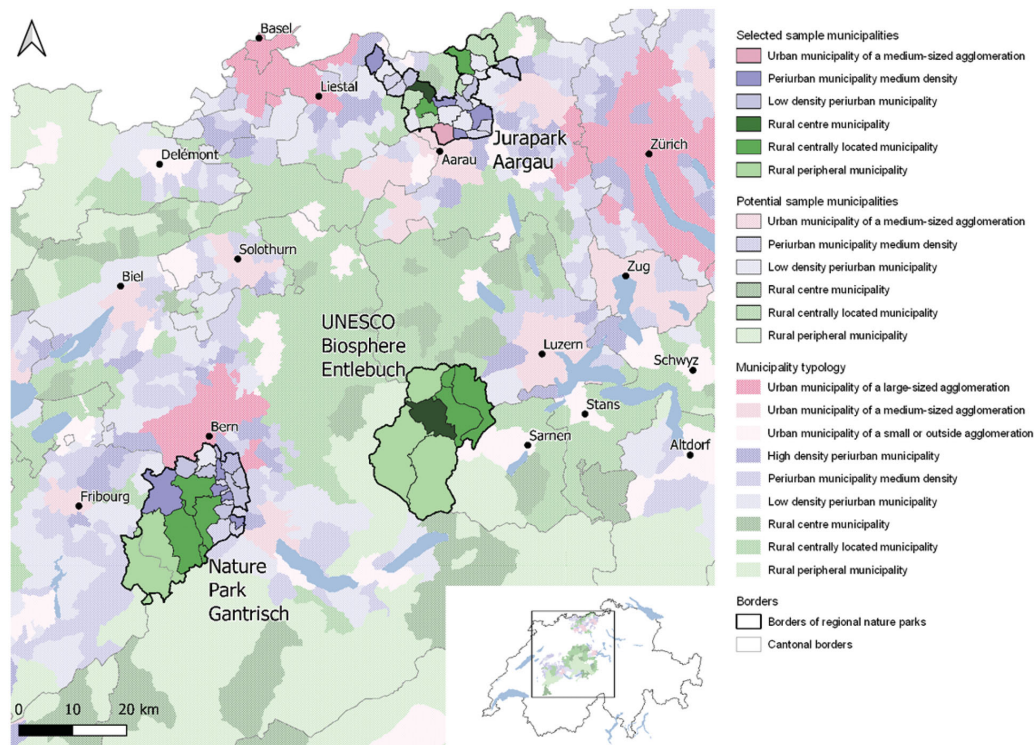 Basel
Liestal
Delémont
Jurapark
Aargau
Aarau
Zürich
Solothurn
Biel
Zug
UNESCO
Biosphere
Entlebuch
Luzern
Schwyz
Stans
Sarnen
Altdorf
Bern
Fribourg
Nature
Park
Gantrisch
0 10 20 km
Selected sample municipalities
Urban municipality of a medium-sized agglomeration
Periurban municipality medium density
Low density periurban municipality
Rural centre municipality
Rural centrally located municipality
Rural peripheral municipality
Potential sample municipalities
Urban municipality of a medium-sized agglomeration
Periurban municipality medium density
Low density periurban municipality
Rural centre municipality
Rural centrally located municipality
Rural peripheral municipality
Municipality typology
Urban municipality of a large-sized agglomeration
Urban municipality of a medium-sized agglomeration
Urban municipality of a small or outside agglomeration
High density periurban municipality
Periurban municipality medium density
Low density periurban municipality
Rural centre municipality
Rural centrally located municipality
Rural peripheral municipality
Borders
Borders of regional nature parks
Cantonal borders